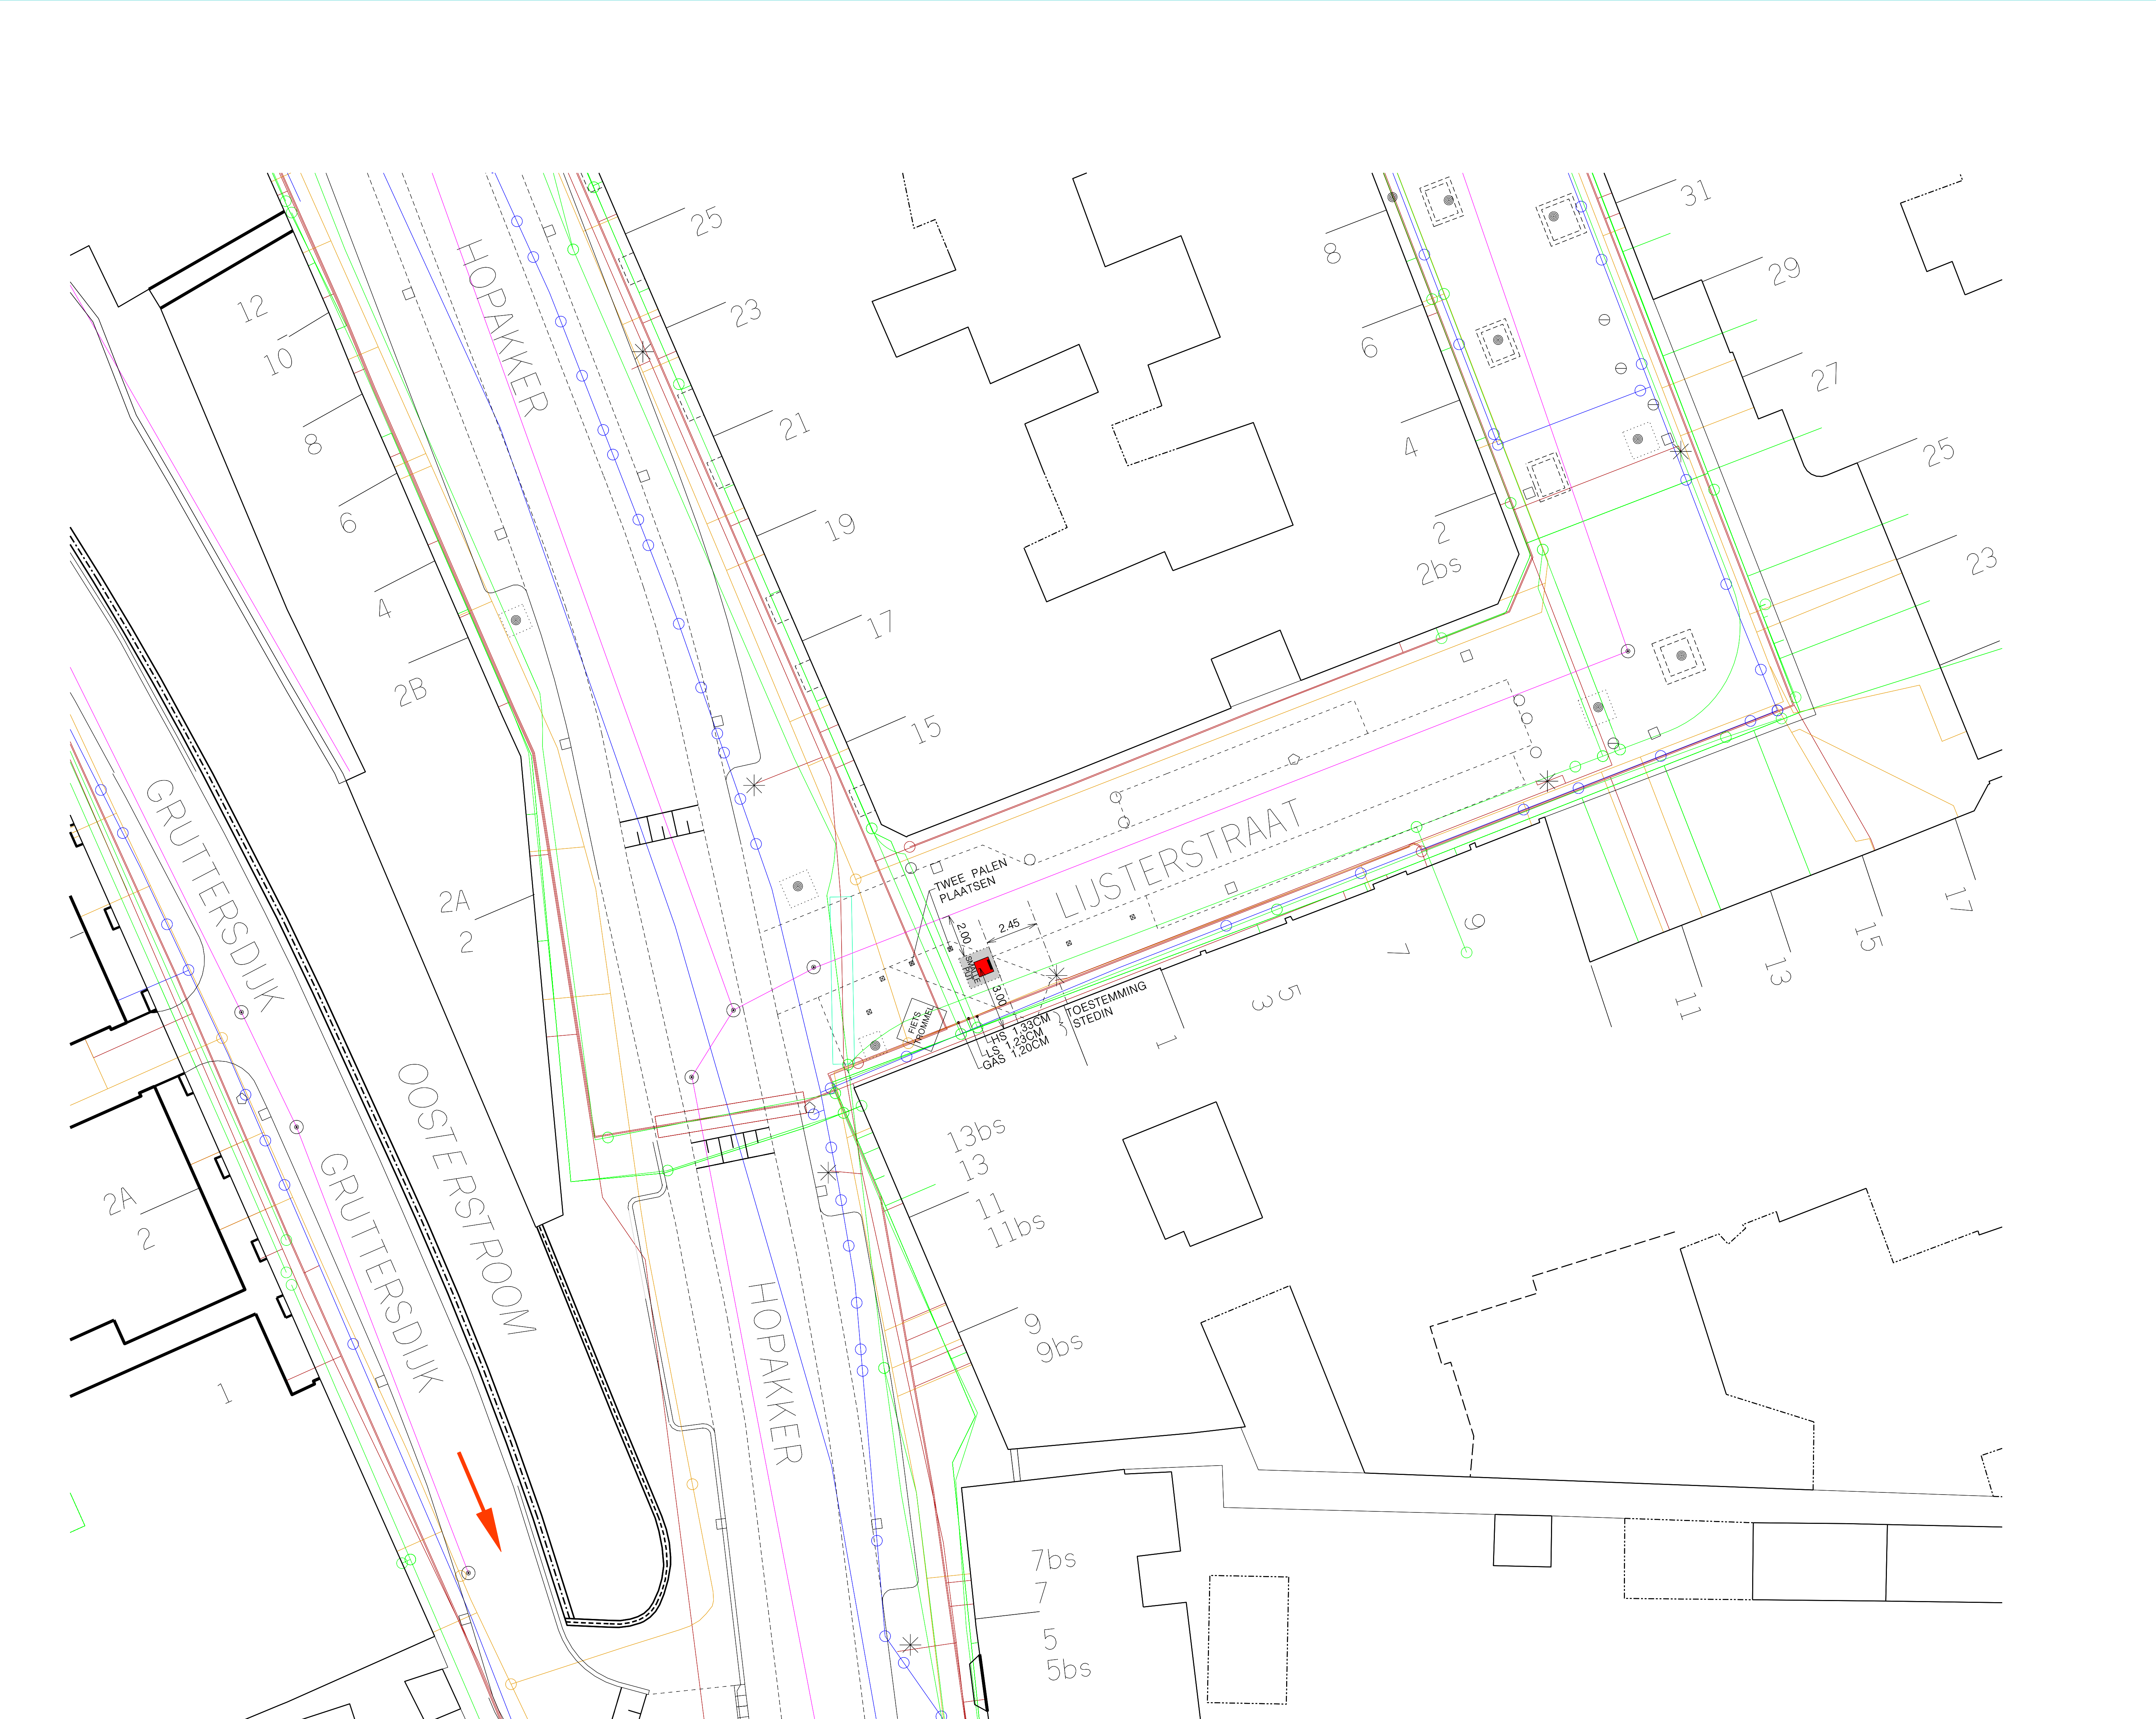 25
23
21
19
17
15
HOPAKKER
12
10
8
6
4
2B
2A
2
8
6
4
2
2bs
31
29
27
25
23
GRUTTERSDIJK
OOSTERSTROOM
GRUTTERSDIJK
2A
2
1
LIJSTERSTRAAT
TWEE PALEN
PLAATSEN
2.45
2.00
SMALLE
PUT
3.00
FIETS
TROMMEL
HS 1,33CM
LS 1,23CM
GAS 1,20CM
TOESTEMMING
STEDIN
1
3
5
7
9
11
13
15
17
13bs
13
11
11bs
9
9bs
HOPAKKER
7bs
7
5
5bs